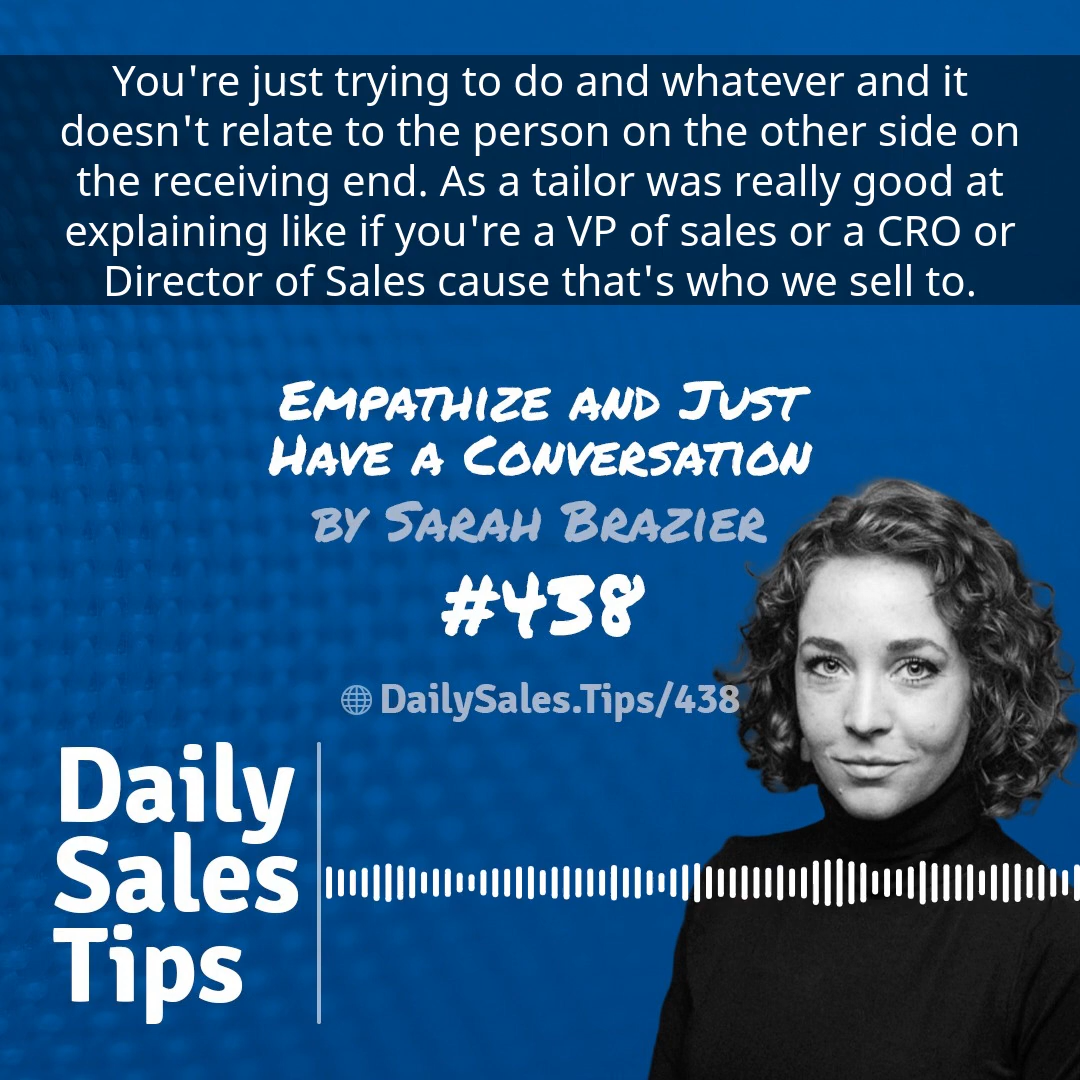 You're just trying to do and whatever and it
doesn't relate to the person on the other side on
the receiving end. As a tailor was really good at
explaining like if you're a VP of sales or a CRO or
Director of Sales cause that's who we sell to.
Empathize and Just
Have a Conversation
by Sarah Brazier
#438
DailySales.Tips/438
Daily
Sales
Tips